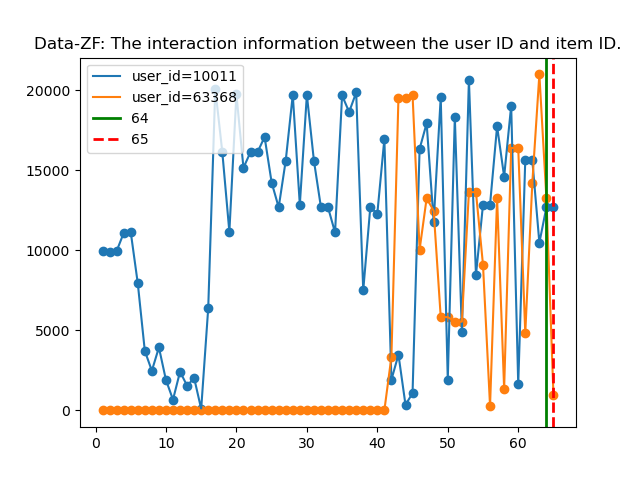 Data-ZF: The interaction information between the user ID and item ID.
user_id=10011
user_id=63368
64
65
20000
15000
10000
5000
0
0 10 20 30 40 50 60